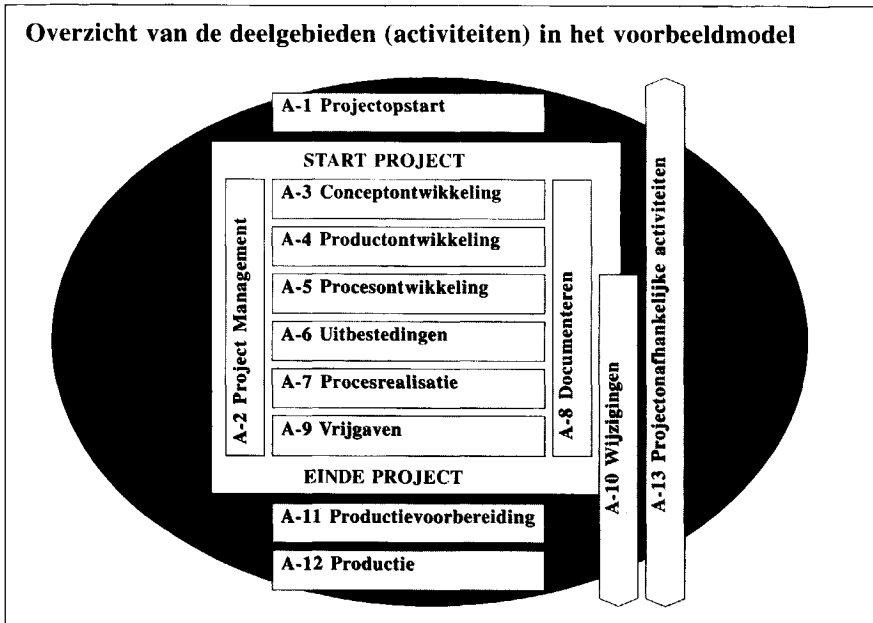 Overzicht van de deelgebieden (activiteiten) in het voorbeeldmodel
A-1 Projectopstart
START PROJECT
A-2 Project Management
A-3 Conceptontwikkeling
A-4 Productontwikkeling
A-5 Procesontwikkeling
A-6 Uitbestedingen
A-7 Procesrealisatie
A-9 Vrijgaven
A-8 Documenteren
EINDE PROJECT
A-10 Wijzigingen
A-13 Projectonafhankelijke activiteiten
A-11 Productievoorbereiding
A-12 Productie